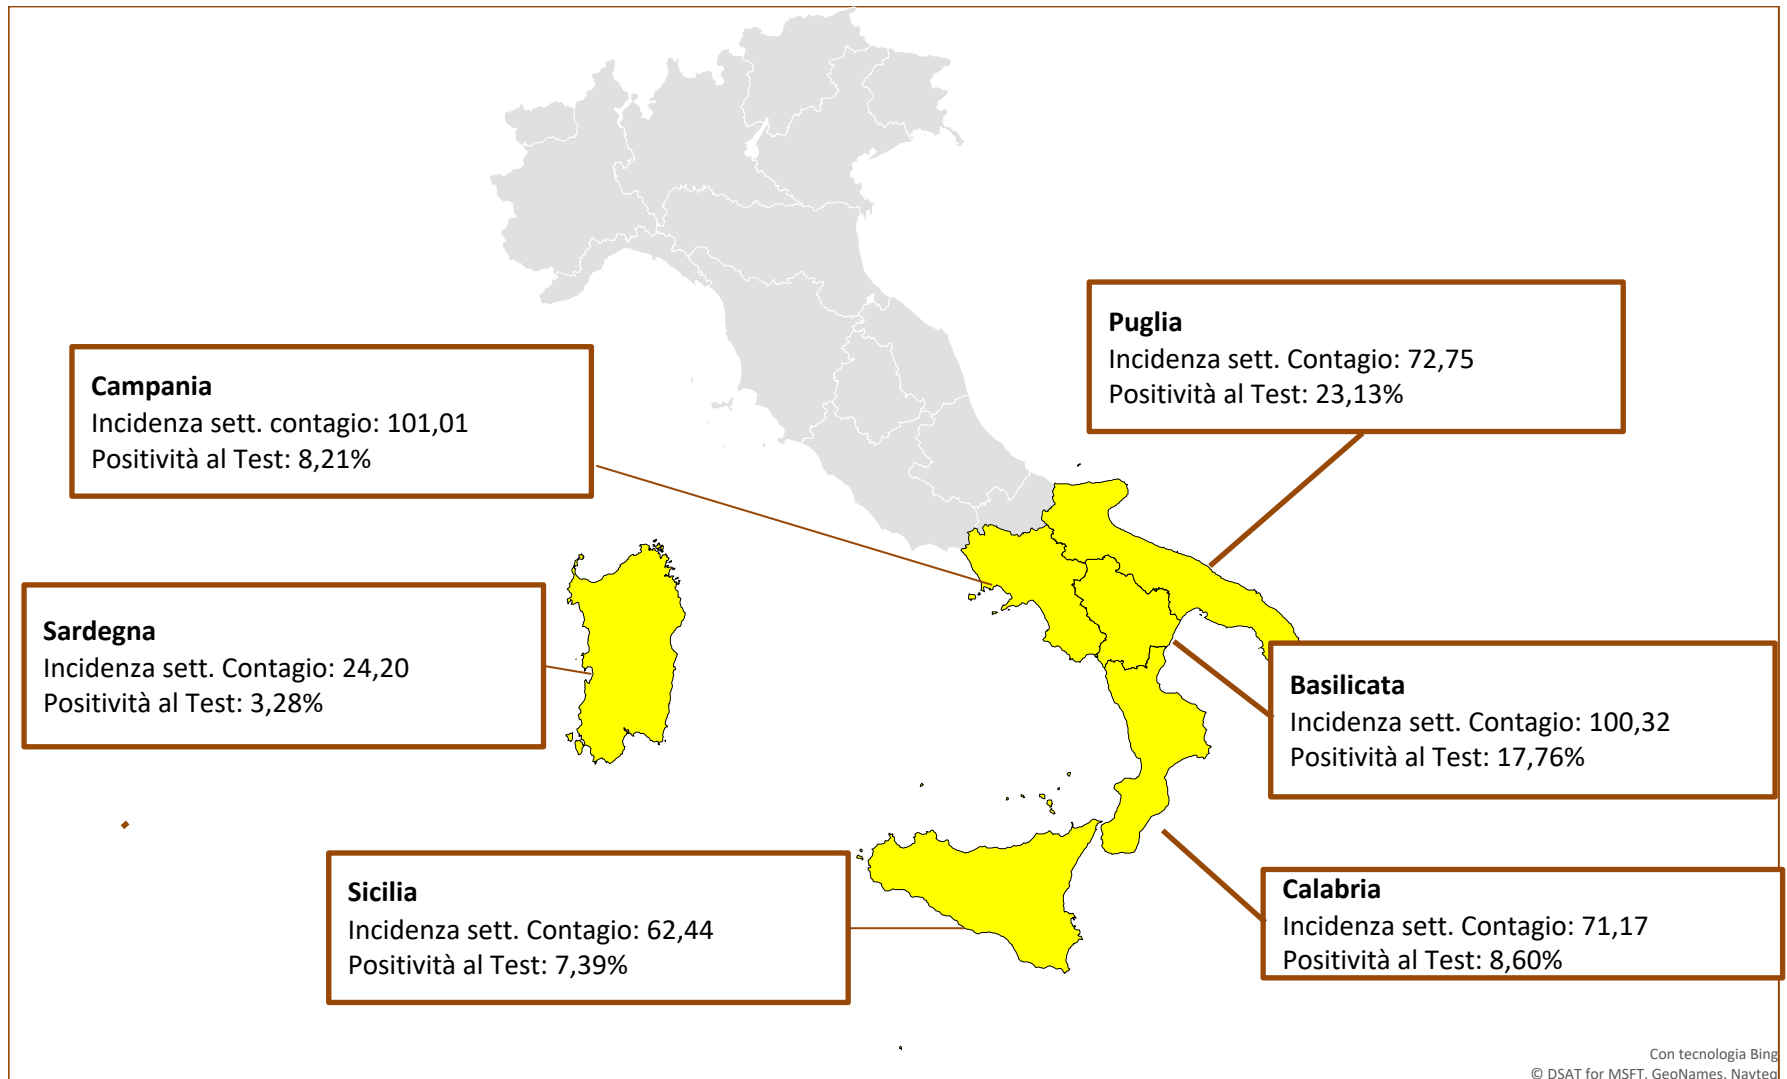 Puglia
Incidenza sett. Contagio: 72,75
Positività al Test: 23,13%
Campania
Incidenza sett. contagio: 101,01
Positività al Test: 8,21%
Sardegna
Incidenza sett. Contagio: 24,20
Positività al Test: 3,28%
Basilicata
Incidenza sett. Contagio: 100,32
Positività al Test: 17,76%
Sicilia
Incidenza sett. Contagio: 62,44
Positività al Test: 7,39%
Calabria
Incidenza sett. Contagio: 71,17
Positività al Test: 8,60%
Con tecnologia Bing
© DSAT for MSFT, GeoNames, Navteq